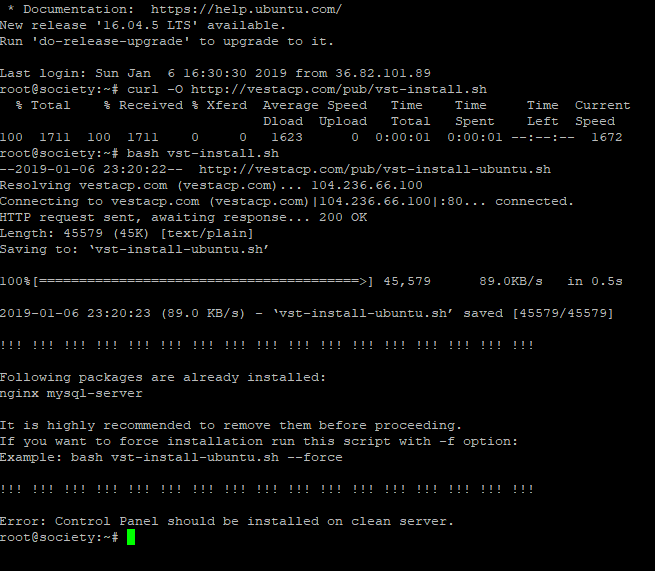 * Documentation:  https://help.ubuntu.com/
New release '16.04.5 LTS' available.
Run 'do-release-upgrade' to upgrade to it.
Last login: Sun Jan  6 16:30:30 2019 from 36.82.101.89
root@society:~# curl -O http://vestacp.com/pub/vst-install.sh
  % Total    % Received % Xferd  Average Speed   Time    Time     Time  Current
                                 Dload  Upload   Total   Spent    Left  Speed
100  1711  100  1711    0     0   1623      0  0:00:01  0:00:01 --:--:--  1672
root@society:~# bash vst-install.sh
--2019-01-06 23:20:22--  http://vestacp.com/pub/vst-install-ubuntu.sh
Resolving vestacp.com (vestacp.com)... 104.236.66.100
Connecting to vestacp.com (vestacp.com)|104.236.66.100|:80... connected.
HTTP request sent, awaiting response... 200 OK
Length: 45579 (45K) [text/plain]
Saving to: ‘vst-install-ubuntu.sh’
100%[========================================>] 45,579      89.0KB/s   in 0.5s
2019-01-06 23:20:23 (89.0 KB/s) - ‘vst-install-ubuntu.sh’ saved [45579/45579]
!!! !!! !!! !!! !!! !!! !!! !!! !!! !!! !!! !!! !!! !!! !!! !!! !!!
Following packages are already installed:
nginx mysql-server
It is highly recommended to remove them before proceeding.
If you want to force installation run this script with -f option:
Example: bash vst-install-ubuntu.sh --force
!!! !!! !!! !!! !!! !!! !!! !!! !!! !!! !!! !!! !!! !!! !!! !!! !!!
Error: Control Panel should be installed on clean server.
root@society:~#